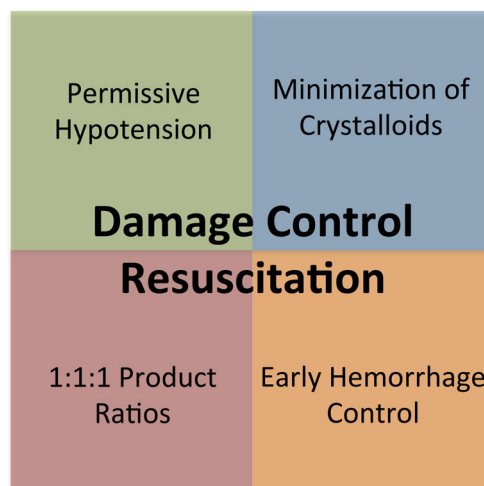 Permissive
Hypotension
Minimization of
Crystalloids
Damage Control
Resuscitation
1:1:1 Product
Ratios
Early Hemorrhage
Control